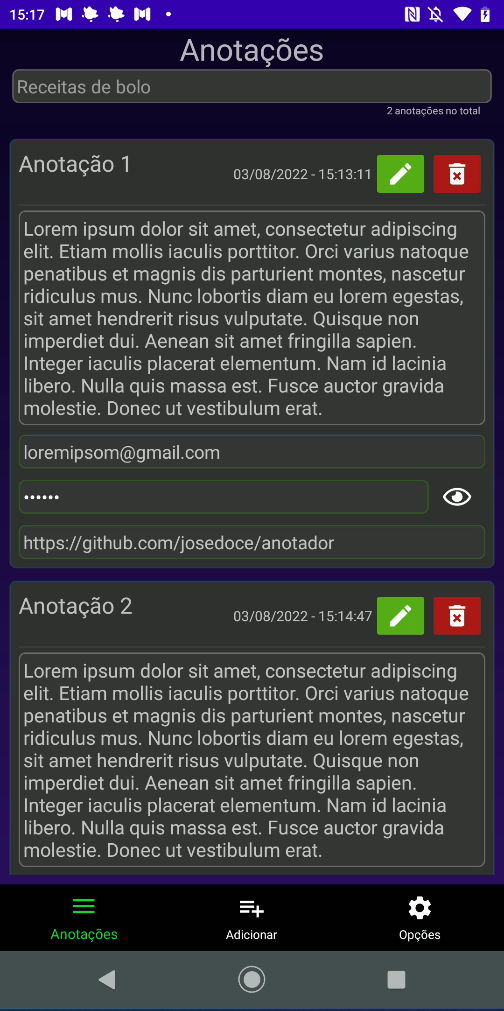 15:17
Anotações
Receitas de bolo
2 anotações no total
Anotação 1
03/08/2022 - 15:13:11
Lorem ipsum dolor sit amet, consectetur adipiscing
elit. Etiam mollis iaculis porttitor. Orci varius natoque
penatibus et magnis dis parturient montes, nascetur
ridiculus mus. Nunc lobortis diam eu lorem egestas,
sit amet hendrerit risus vulputate. Quisque non
imperdiet dui. Aenean sit amet fringilla sapien.
Integer iaculis placerat elementum. Nam id lacinia
libero. Nulla quis massa est. Fusce auctor gravida
molestie. Donec ut vestibulum erat.
loremipsom@gmail.com
••••••
https://github.com/josedoce/anotador
Anotação 2
03/08/2022 - 15:14:47
Lorem ipsum dolor sit amet, consectetur adipiscing
elit. Etiam mollis iaculis porttitor. Orci varius natoque
penatibus et magnis dis parturient montes, nascetur
ridiculus mus. Nunc lobortis diam eu lorem egestas,
sit amet hendrerit risus vulputate. Quisque non
imperdiet dui. Aenean sit amet fringilla sapien.
Integer iaculis placerat elementum. Nam id lacinia
libero. Nulla quis massa est. Fusce auctor gravida
molestie. Donec ut vestibulum erat.
Anotações
Adicionar
Opções